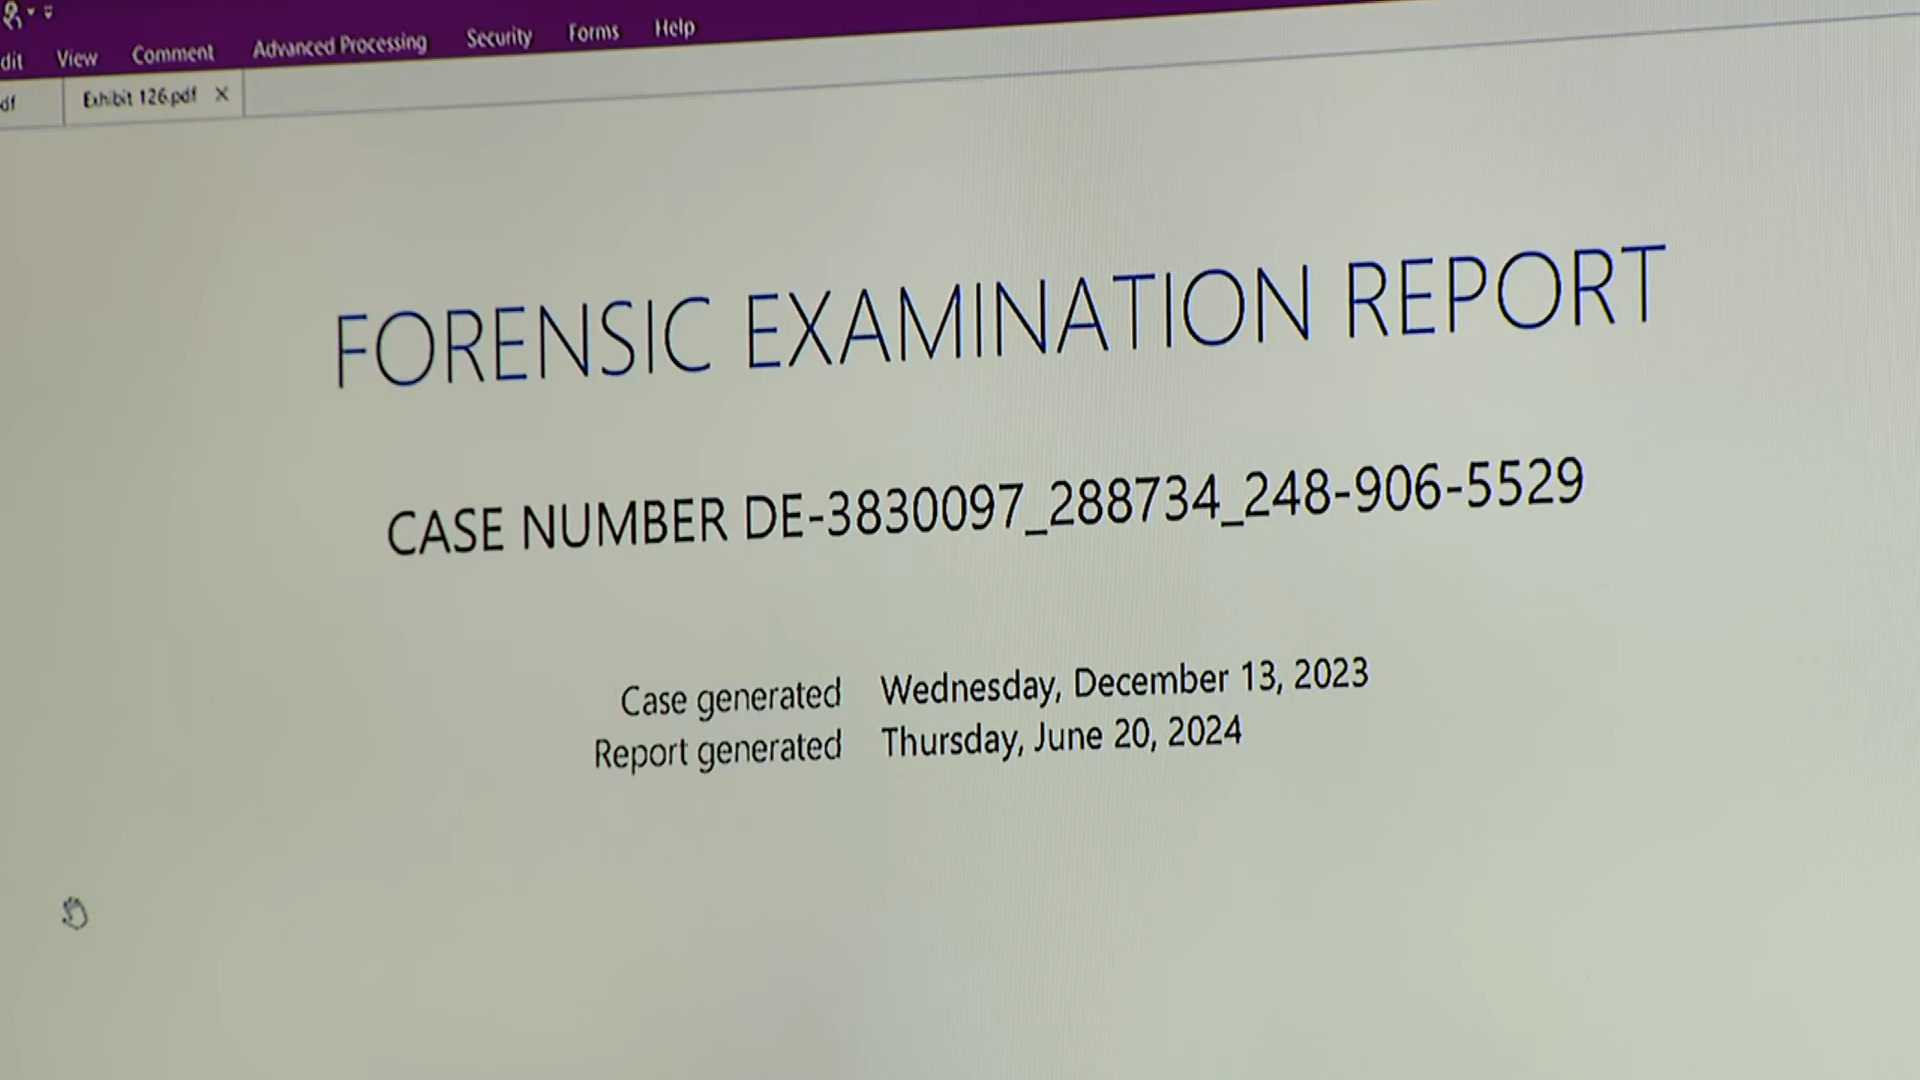 dit View Comment Advanced Processing Security Forms Help
df Exhibit 126.pdf X
FORENSIC EXAMINATION REPORT
CASE NUMBER DE-3830097_288734_248-906-5529
Case generated Wednesday, December 13, 2023
Report generated Thursday, June 20, 2024